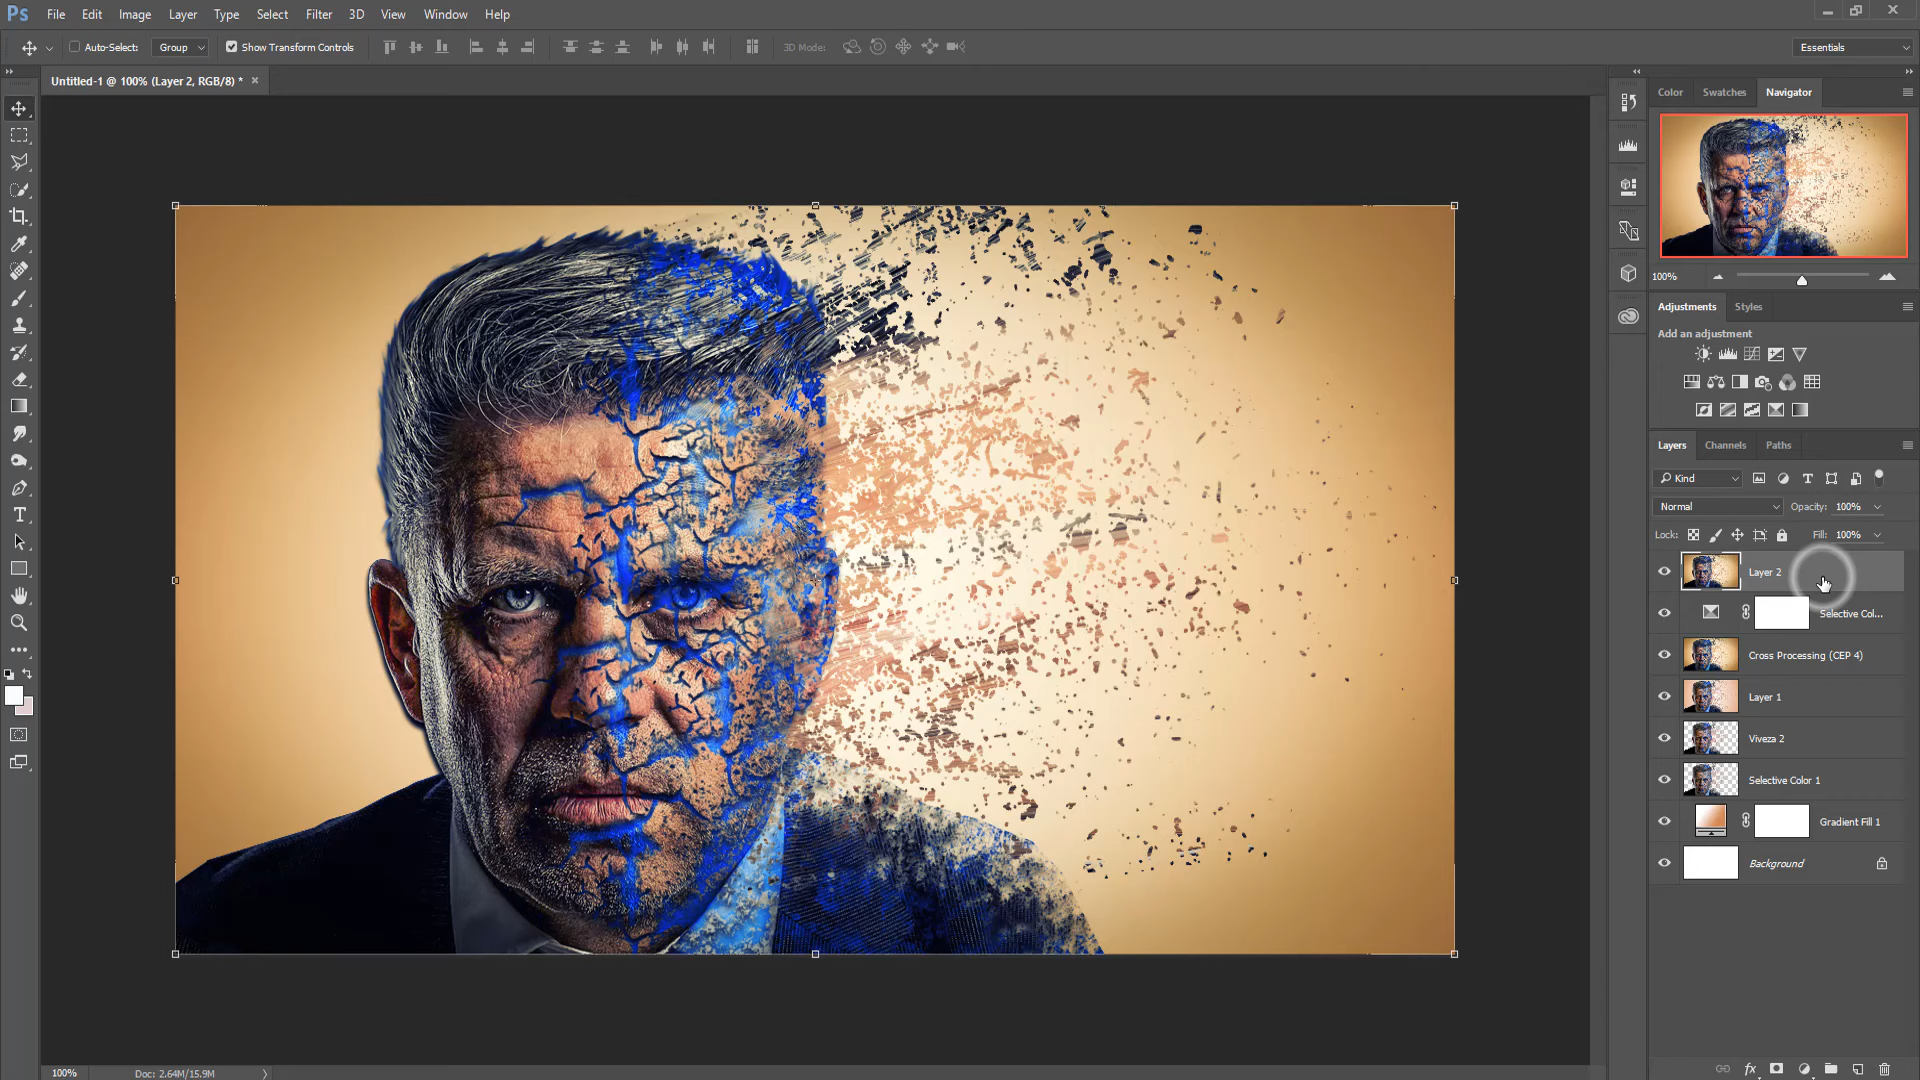 Ps File Edit Image Layer Type Select Filter 3D View Window Help
Auto-Select: Group Show Transform Controls 3D Mode: Essentials
Untitled-1 @ 100% (Layer 2, RGB/8) * ×
Color Swatches Navigator
100%
Adjustments Styles
Add an adjustment
Layers Channels Paths
Kind
Normal Opacity: 100%
Lock: Fill: 100%
Layer 2
Selective Col...
Cross Processing (CEP 4)
Layer 1
Viveza 2
Selective Color 1
Gradient Fill 1
Background
fx
100% Doc: 2.64M/15.9M